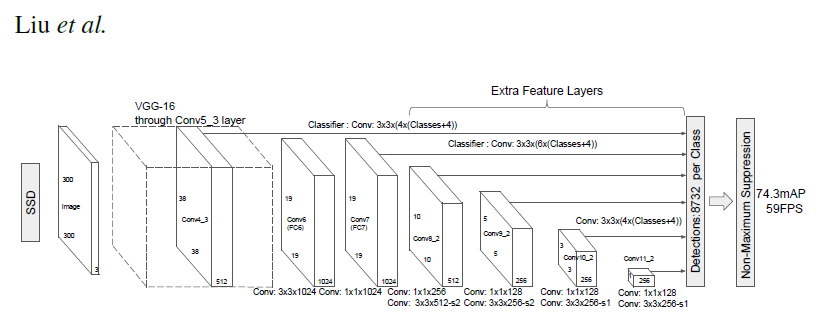 Liu et al.
Extra Feature Layers
VGG-16
through Conv5_3 layer
Classifier : Conv: 3x3x(4x(Classes+4))
Classifier : Conv: 3x3x(6x(Classes+4))
SSD
300
Image
300
3
38
Conv4_3
38
512
19
Conv6
(FC6)
19
1024
19
Conv7
(FC7)
19
1024
10
Conv8_2
10
512
5
Conv9_2
5
256
Conv: 3x3x(4x(Classes+4))
3
Conv10_2
3
256
Conv11_2
1
256
Detections:8732 per Class
Non-Maximum Suppression
74.3mAP
59FPS
Conv: 3x3x1024
Conv: 1x1x1024
Conv: 1x1x256
Conv: 3x3x512-s2
Conv: 1x1x128
Conv: 3x3x256-s2
Conv: 1x1x128
Conv: 3x3x256-s1
Conv: 1x1x128
Conv: 3x3x256-s1